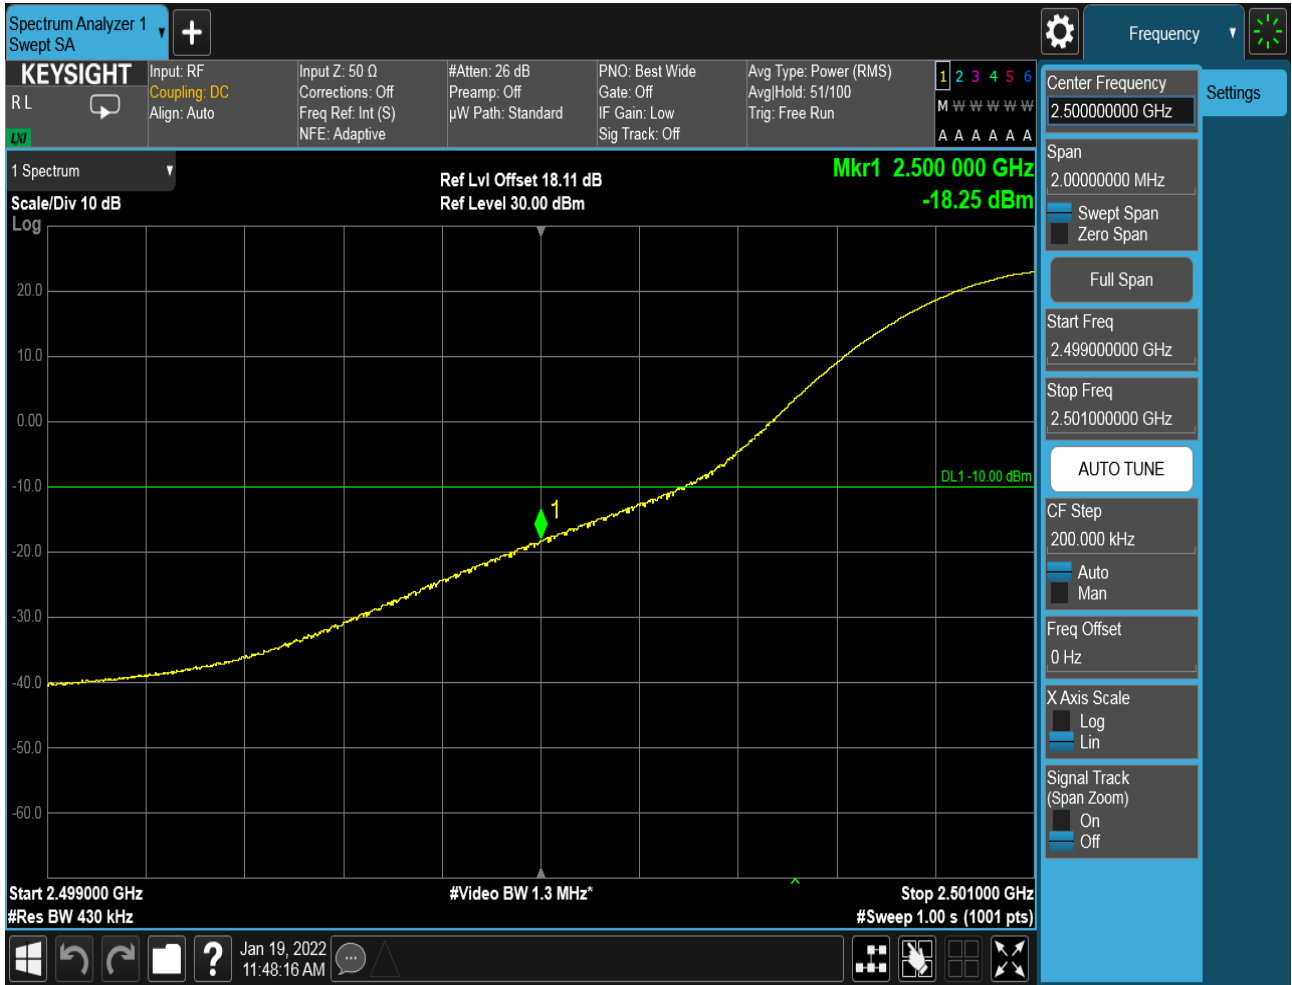 Spectrum Analyzer 1
Swept SA
Frequency
KEYSIGHT
R L
LXI
Input: RF
Coupling: DC
Align: Auto
Input Z: 50 Ω
Corrections: Off
Freq Ref: Int (S)
NFE: Adaptive
#Atten: 26 dB
Preamp: Off
µW Path: Standard
PNO: Best Wide
Gate: Off
IF Gain: Low
Sig Track: Off
Avg Type: Power (RMS)
Avg|Hold: 51/100
Trig: Free Run
1 2 3 4 5 6
M W W W W W
A A A A A A
1 Spectrum
Scale/Div 10 dB
Log
Ref Lvl Offset 18.11 dB
Ref Level 30.00 dBm
Mkr1 2.500 000 GHz
-18.25 dBm
20.0
10.0
0.00
-10.0
-20.0
-30.0
-40.0
-50.0
-60.0
DL1 -10.00 dBm
1
Start 2.499000 GHz
#Res BW 430 kHz
#Video BW 1.3 MHz*
Stop 2.501000 GHz
#Sweep 1.00 s (1001 pts)
?
Jan 19, 2022
11:48:16 AM
Center Frequency
2.500000000 GHz
Settings
Span
2.00000000 MHz
Swept Span
Zero Span
Full Span
Start Freq
2.499000000 GHz
Stop Freq
2.501000000 GHz
AUTO TUNE
CF Step
200.000 kHz
Auto
Man
Freq Offset
0 Hz
X Axis Scale
Log
Lin
Signal Track
(Span Zoom)
On
Off